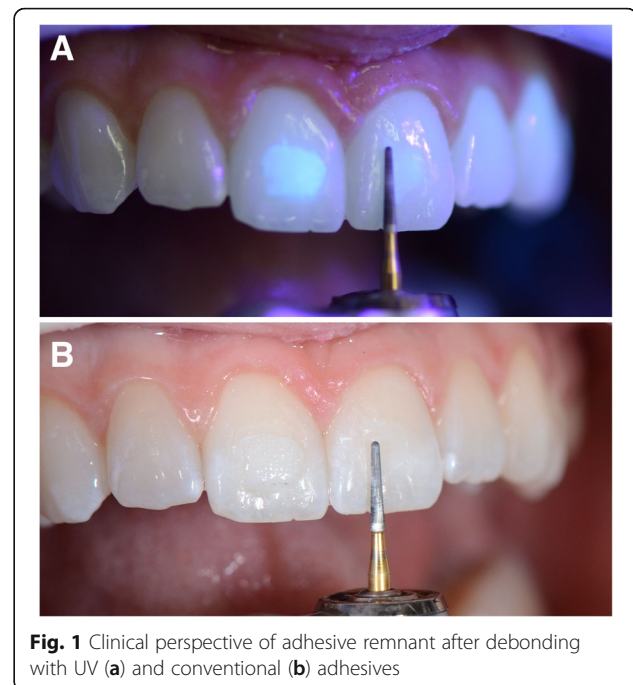 A
B
Fig. 1 Clinical perspective of adhesive remnant after debonding
with UV (a) and conventional (b) adhesives